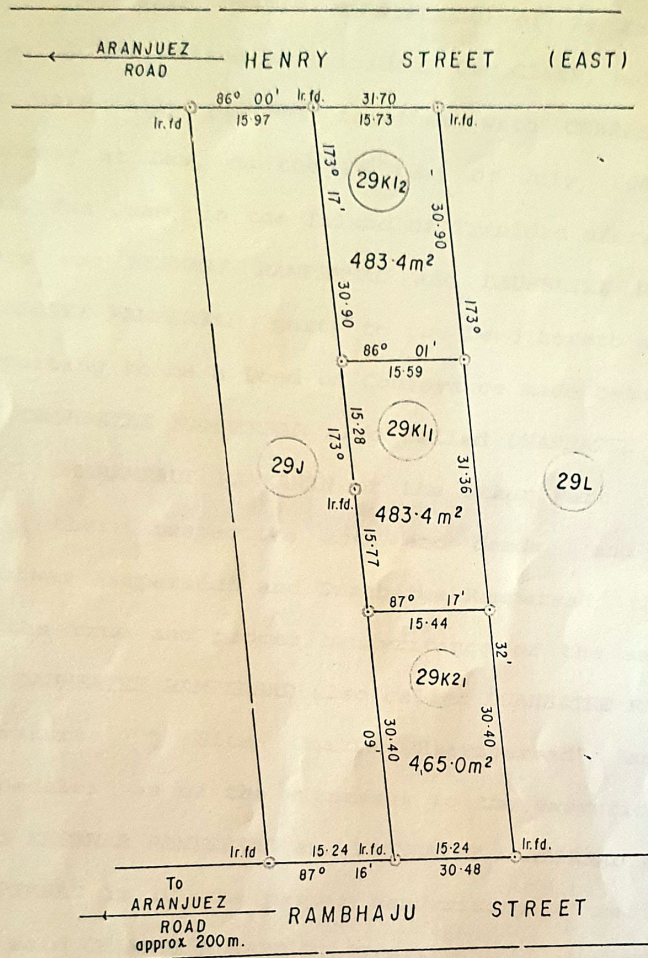 ARANJUEZ
ROAD
HENRY STREET (EAST)
86° 00' Ir.fd. 31·70
Ir.fd 15·97 15·73 Ir.fd.
173° 17'
29K1₂
30·90
483·4m²
30·90
173°
86° 01'
15·59
15·28
29K1₁
173°
29J
31·36
29L
Ir.fd.
483·4m²
15·77
87° 17'
15·44
32'
29K2₁
30·40
09'
30·40
465·0m²
Ir.fd 15·24 Ir.fd. 15·24 Ir.fd.
87° 16' 30·48
To
ARANJUEZ
ROAD
approx 200m.
RAMBHAJU STREET